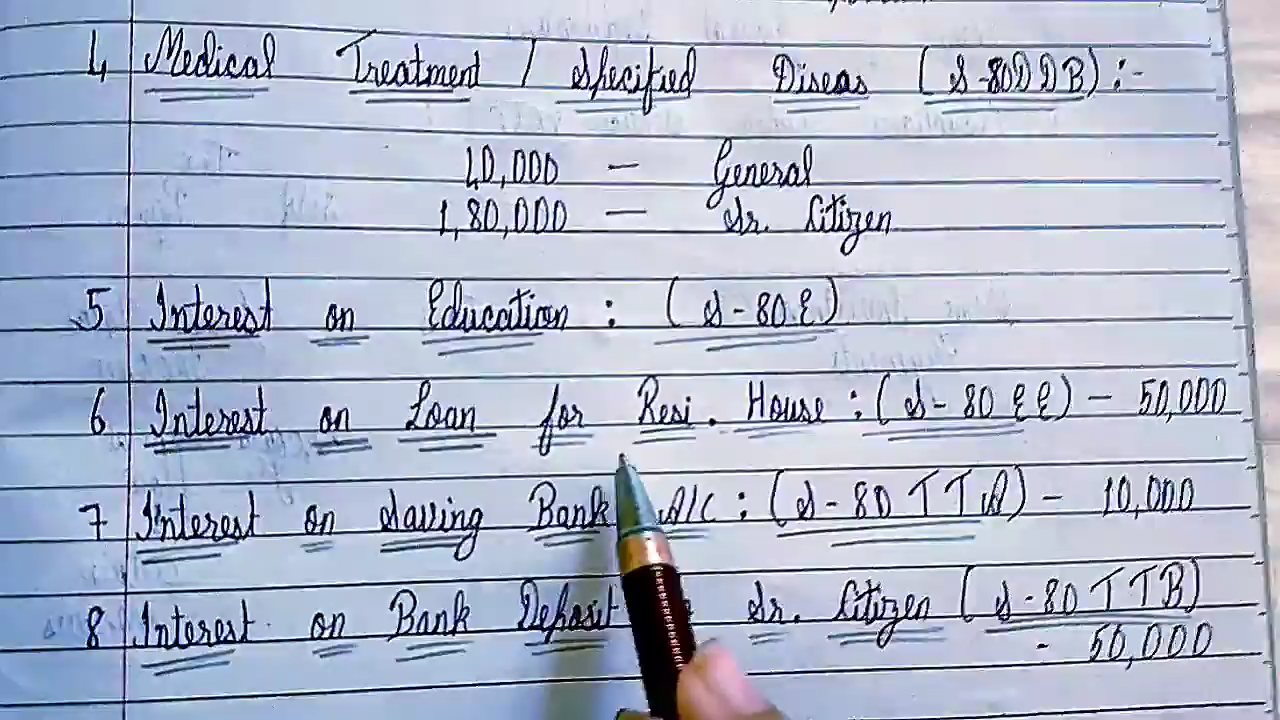 4 Medical Treatment / Specified Diseas (S-80DDB) :-
40,000 — General
1,80,000 — Sr. Citizen
5 Interest on Education : (S-80E)
6 Interest on Loan for Resi. House : (S-80EE) - 50,000
7 Interest on Saving Bank A/C : (S-80TTA) - 10,000
8 Interest on Bank Deposit Sr. Citizen (S-80TTB)
- 50,000